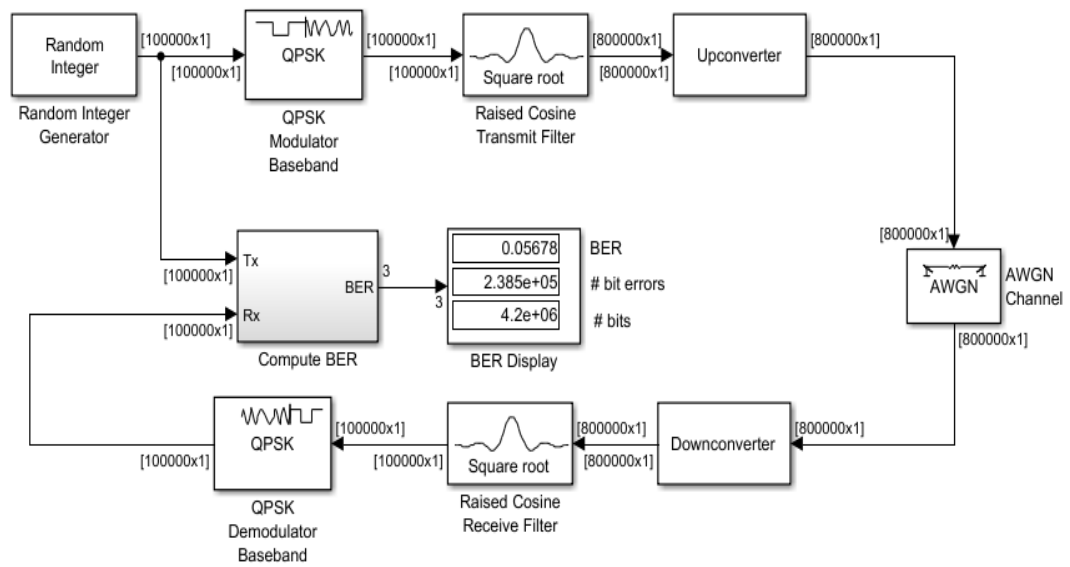 Random
Integer
Random Integer
Generator
[100000x1]
[100000x1]
QPSK
QPSK
Modulator
Baseband
[100000x1]
[100000x1]
Square root
Raised Cosine
Transmit Filter
[800000x1]
[800000x1]
Upconverter
[800000x1]
[800000x1]
AWGN
AWGN
Channel
[800000x1]
[100000x1]
Tx
[100000x1]
Rx
BER
Compute BER
3
3
0.05678
2.385e+05
4.2e+06
BER
# bit errors
# bits
BER Display
[800000x1]
Downconverter
[800000x1]
[800000x1]
Square root
Raised Cosine
Receive Filter
[100000x1]
[100000x1]
QPSK
QPSK
Demodulator
Baseband
[100000x1]